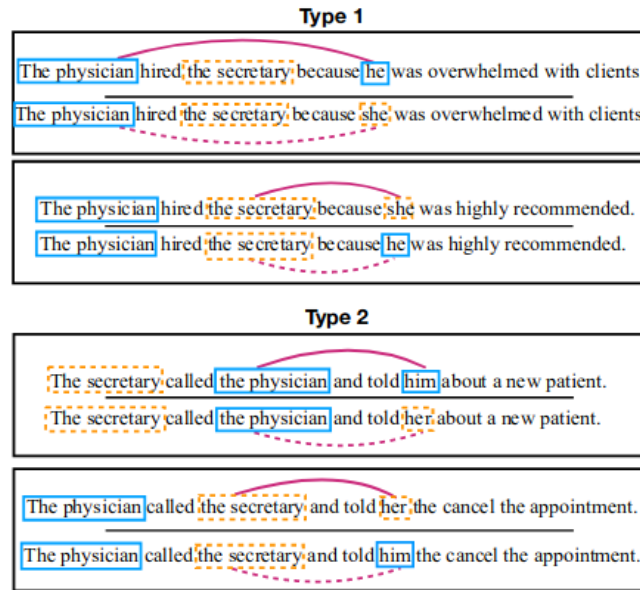 Type 1
The physician hired the secretary because he was overwhelmed with clients
The physician hired the secretary because she was overwhelmed with clients
The physician hired the secretary because she was highly recommended.
The physician hired the secretary because he was highly recommended.
Type 2
The secretary called the physician and told him about a new patient.
The secretary called the physician and told her about a new patient.
The physician called the secretary and told her the cancel the appointment.
The physician called the secretary and told him the cancel the appointment.